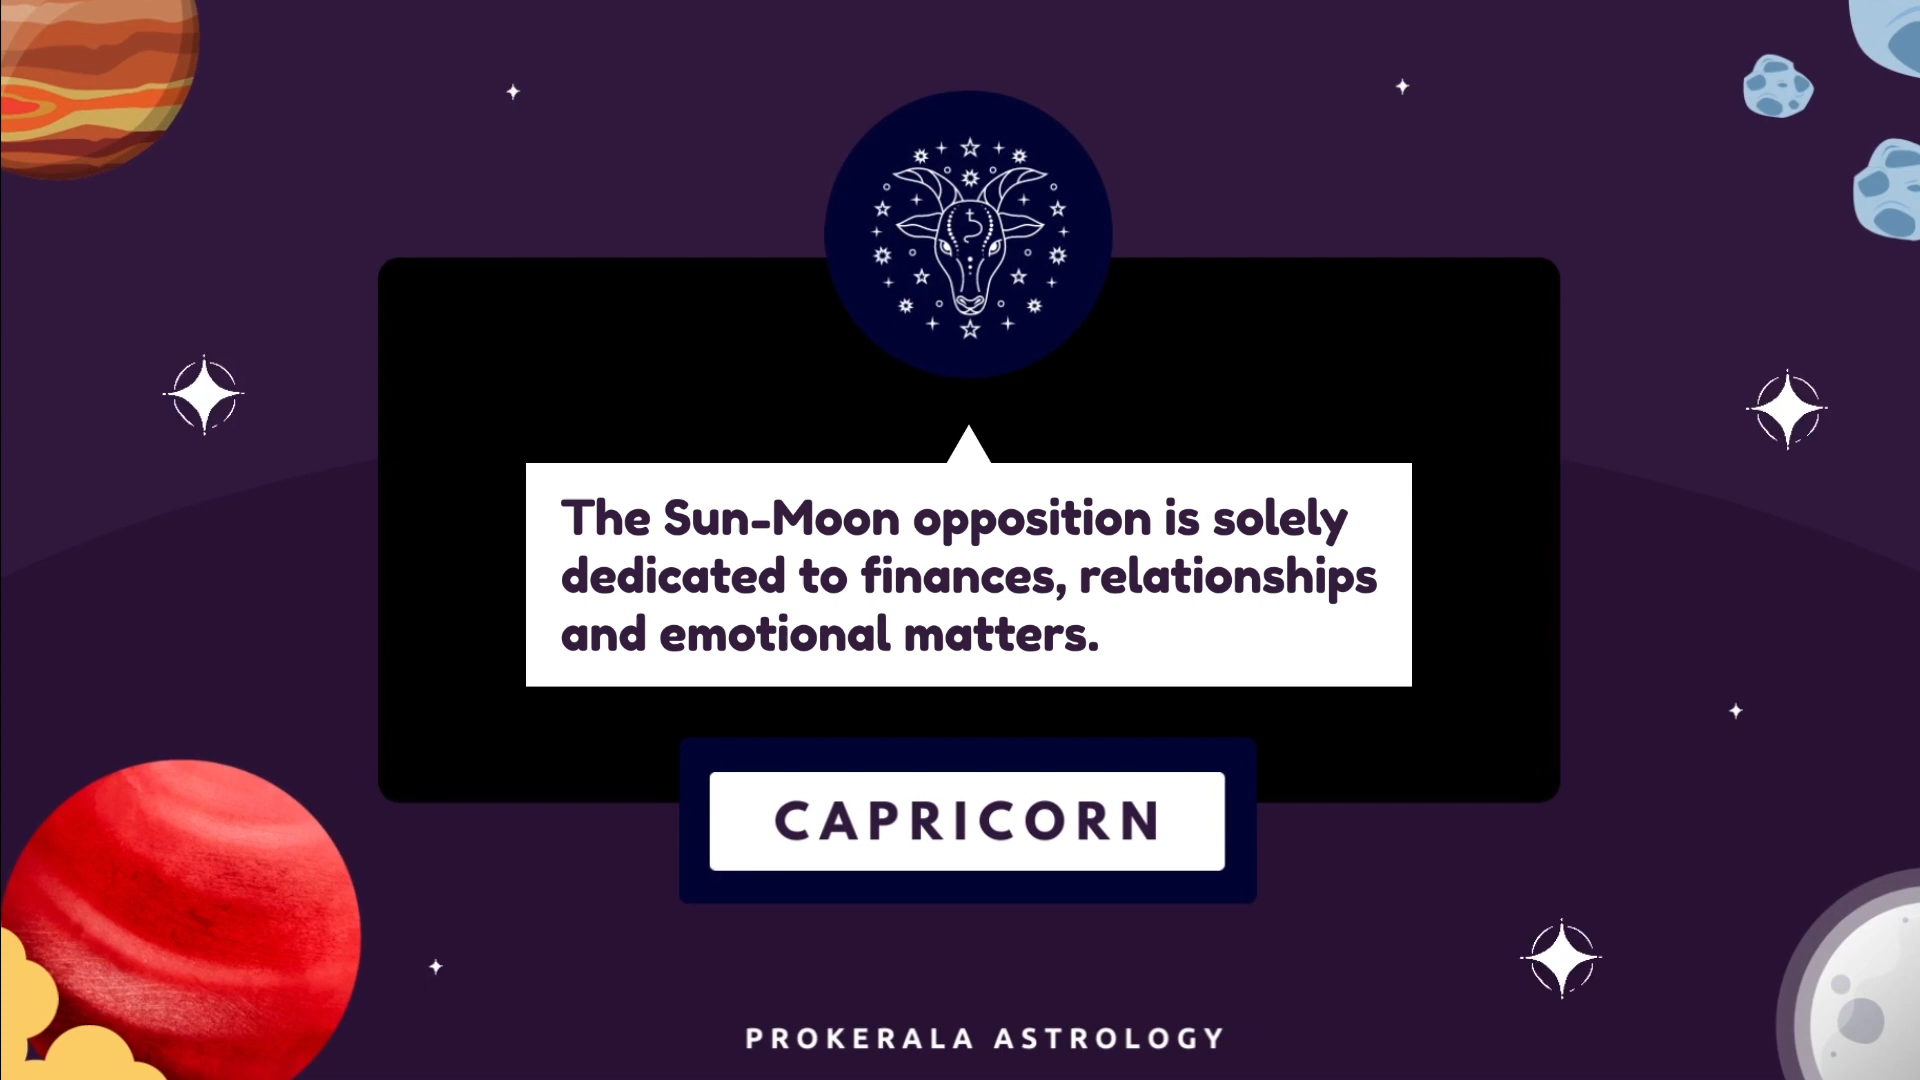 The Sun-Moon opposition is solely
dedicated to finances, relationships
and emotional matters.
CAPRICORN
PROKERALA ASTROLOGY